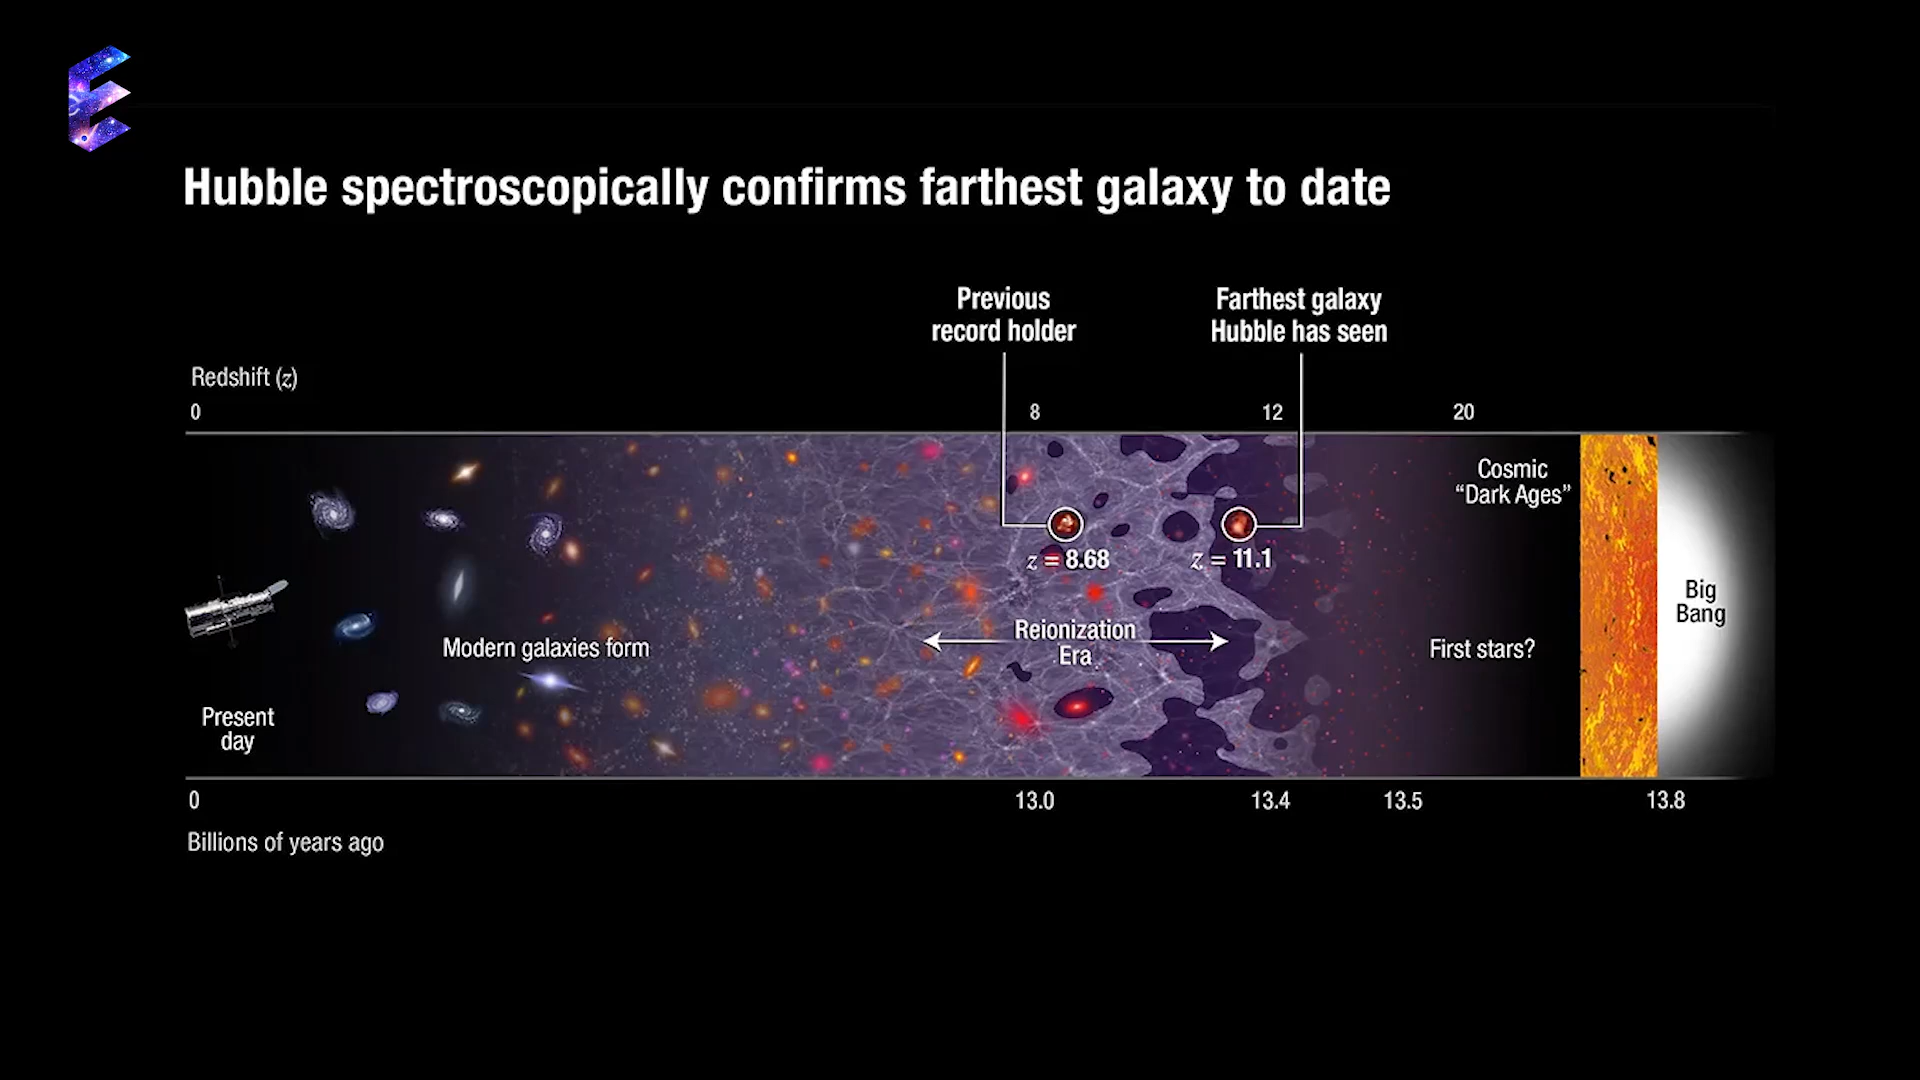 E
Hubble spectroscopically confirms farthest galaxy to date
Previous
record holder
Farthest galaxy
Hubble has seen
Redshift (z)
0
8
12
20
Cosmic
“Dark Ages”
z = 8.68
z = 11.1
Big
Bang
Reionization
Era
Modern galaxies form
First stars?
Present
day
0
13.0
13.4
13.5
13.8
Billions of years ago